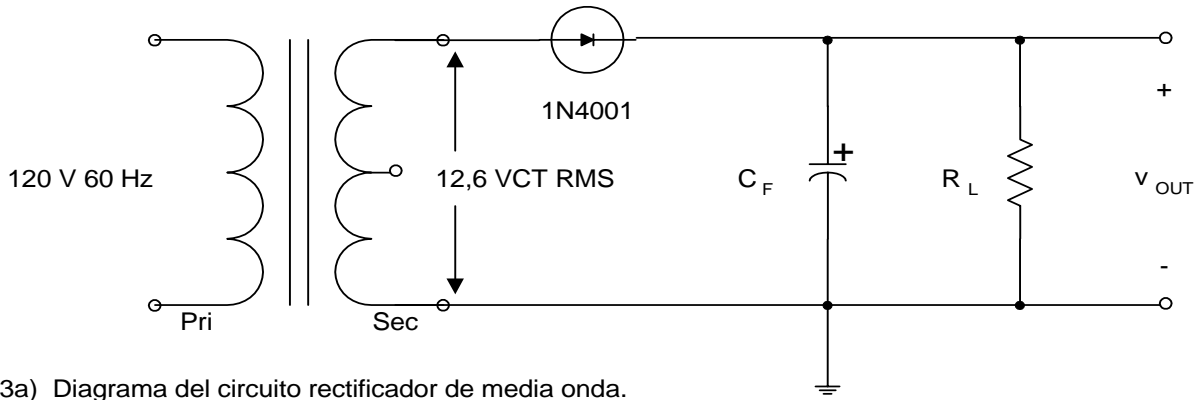 1N4001
+
120 V 60 Hz
12,6 VCT RMS
C F
+
R L
v OUT
-
Pri
Sec
3a) Diagrama del circuito rectificador de media onda.